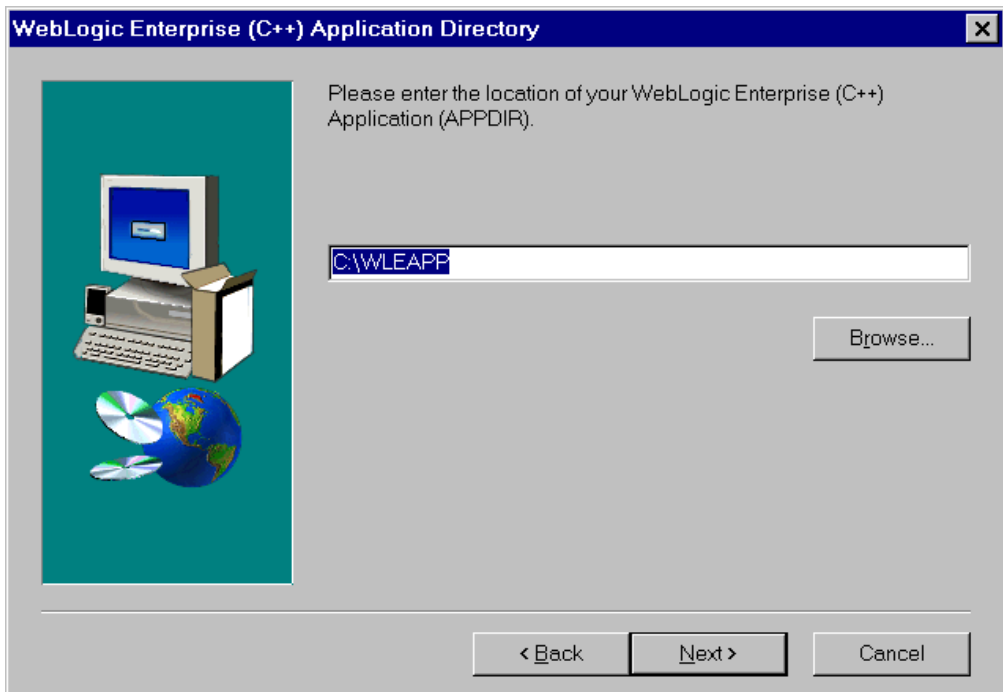 WebLogic Enterprise (C++) Application Directory
Please enter the location of your WebLogic Enterprise (C++)
Application (APPDIR).
C:\WLEAPP
Browse...
< Back
Next >
Cancel